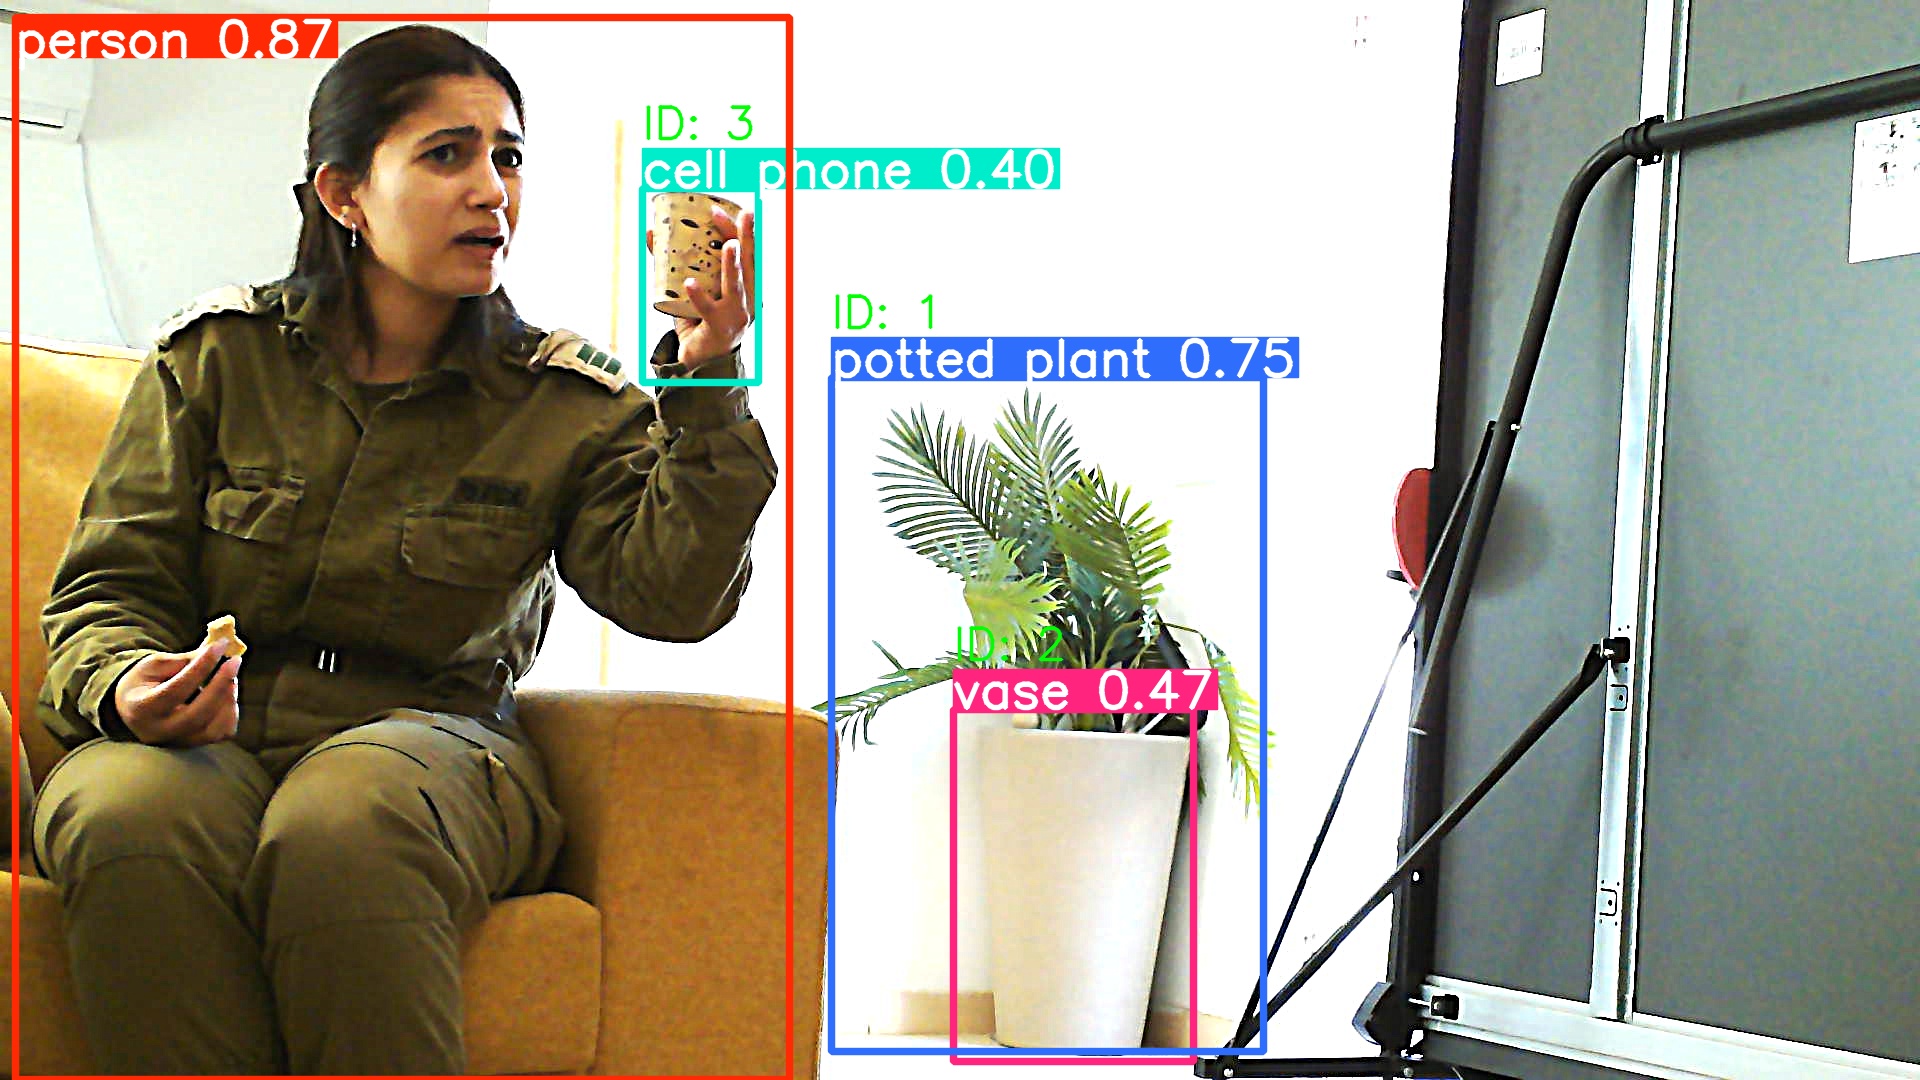 person 0.87
ID: 3
cell phone 0.40
ID: 1
potted plant 0.75
ID: 2
vase 0.47